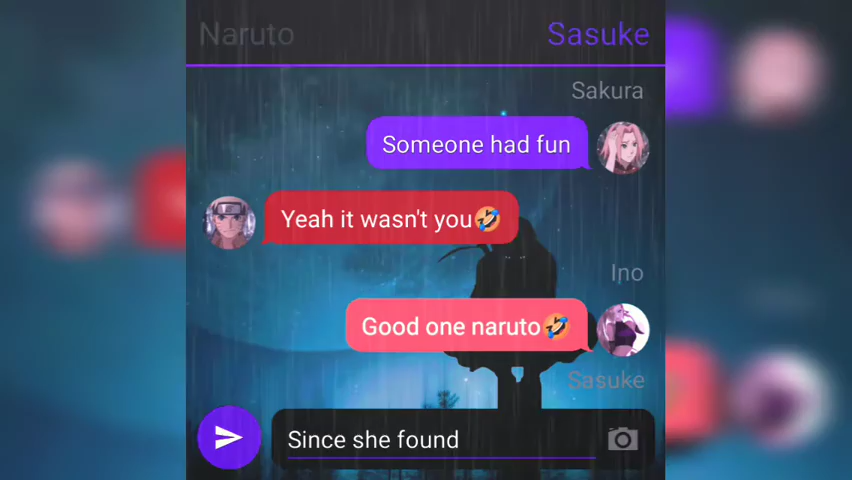 Naruto Sasuke
Sakura
Someone had fun
Yeah it wasn't you🤣
Ino
Good one naruto🤣
Sasuke
Since she found